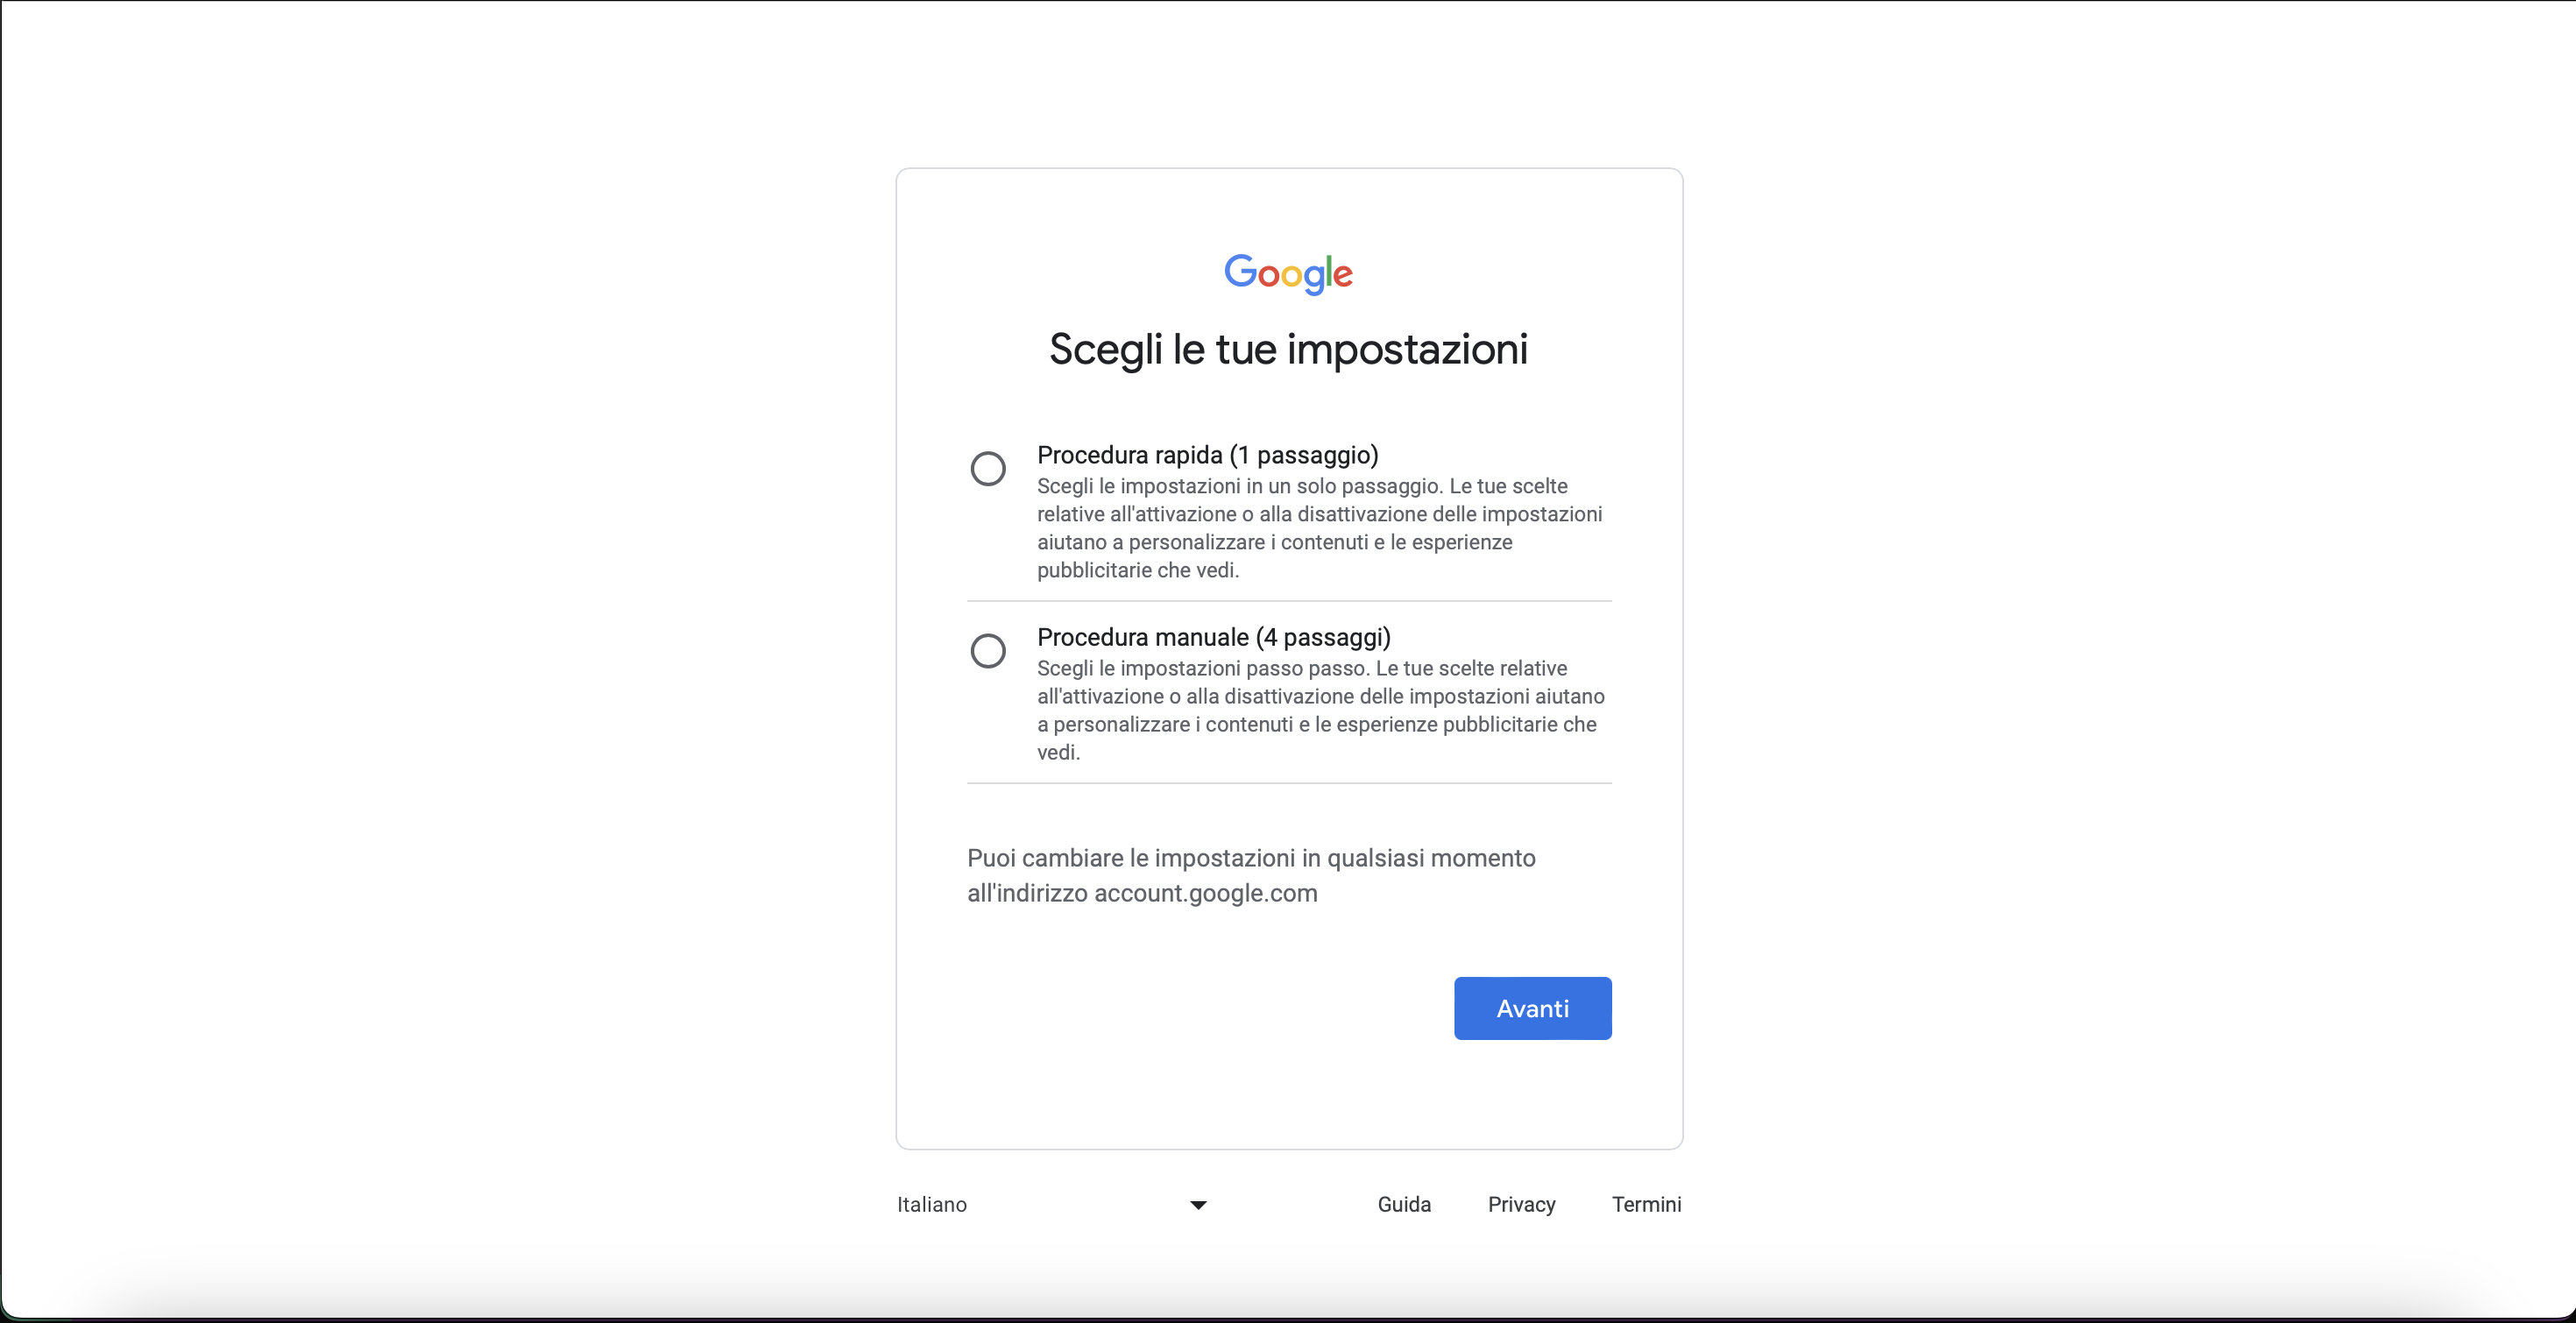 Google
Scegli le tue impostazioni
Procedura rapida (1 passaggio)
Scegli le impostazioni in un solo passaggio. Le tue scelte
relative all'attivazione o alla disattivazione delle impostazioni
aiutano a personalizzare i contenuti e le esperienze
pubblicitarie che vedi.
Procedura manuale (4 passaggi)
Scegli le impostazioni passo passo. Le tue scelte relative
all'attivazione o alla disattivazione delle impostazioni aiutano
a personalizzare i contenuti e le esperienze pubblicitarie che
vedi.
Puoi cambiare le impostazioni in qualsiasi momento
all'indirizzo account.google.com
Avanti
Italiano Guida Privacy Termini